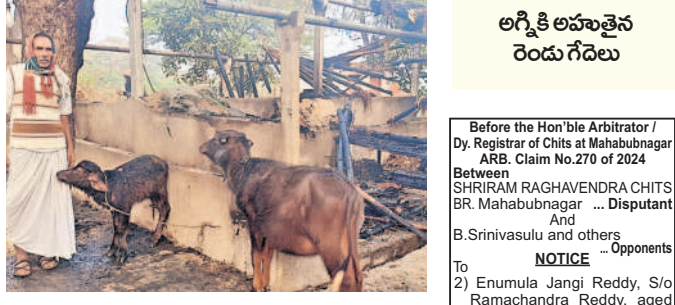 అగ్నికి అహుతైన
రెండు గేదెలు
Before the Hon'ble Arbitrator /
Dy. Registrar of Chits at Mahabubnagar
ARB. Claim No.270 of 2024
Between
SHRIRAM RAGHAVENDRA CHITS
BR. Mahabubnagar ... Disputant
And
B.Srinivasulu and others
... Opponents
NOTICE
To
2) Enumula Jangi Reddy, S/o
Ramachandra Reddy, aged